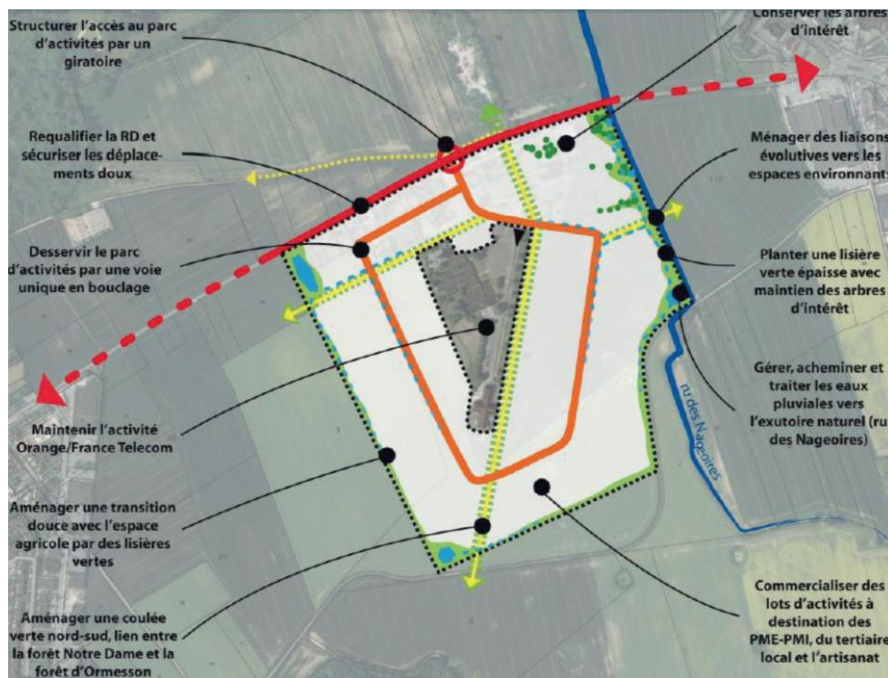 Structurer l'accès au parc
d'activités par un
giratoire
Requalifier la RD et
sécuriser les déplace-
ments doux
Desservir le parc
d'activités par une voie
unique en bouclage
Maintenir l'activité
Orange/France Telecom
Aménager une transition
douce avec l'espace
agricole par des lisières
vertes
Aménager une coulée
verte nord-sud, lien entre
la forêt Notre Dame et la
forêt d'Ormesson
Conserver les arbres
d'intérêt
Ménager des liaisons
évolutives vers les
espaces environnants
Planter une lisière
verte épaisse avec
maintien des arbres
d'intérêt
Gérer, acheminer et
traiter les eaux
pluviales vers
l'exutoire naturel (ru
des Nageoires)
ru des Nageoires
Commercialiser des
lots d'activités à
destination des
PME-PMI, du tertiaire
local et l'artisanat